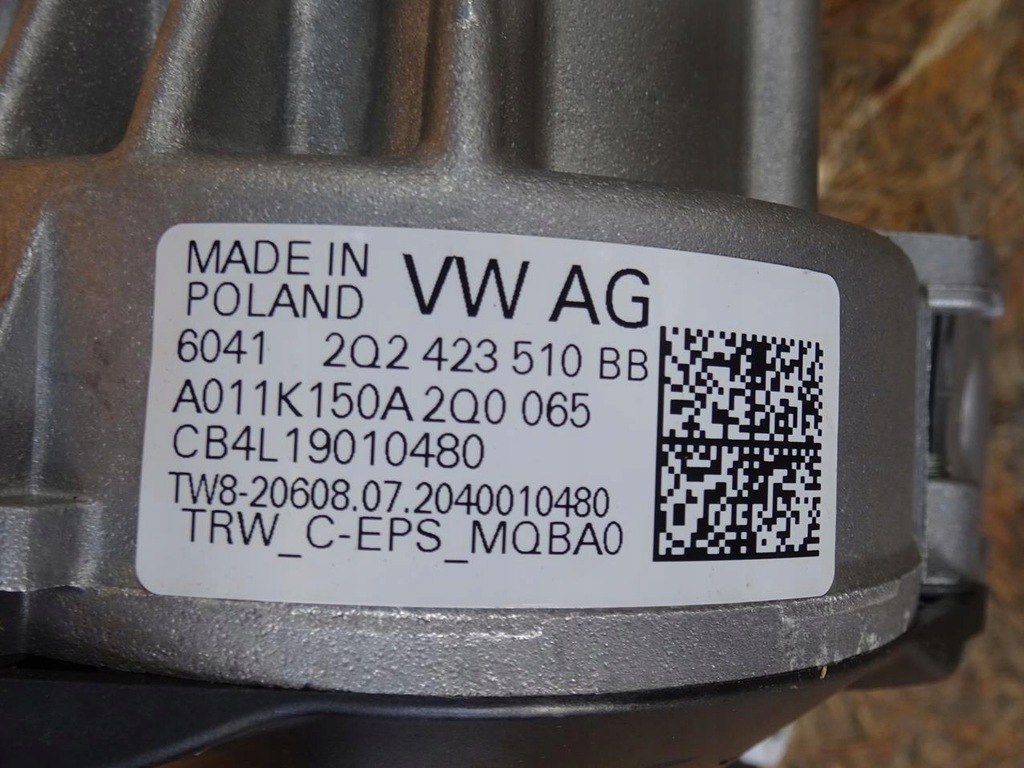 MADE IN
POLAND
VW AG
6041 2Q2 423 510 BB
A011K150A 2Q0 065
CB4L19010480
TW8-20608.07.2040010480
TRW_C-EPS_MQBA0